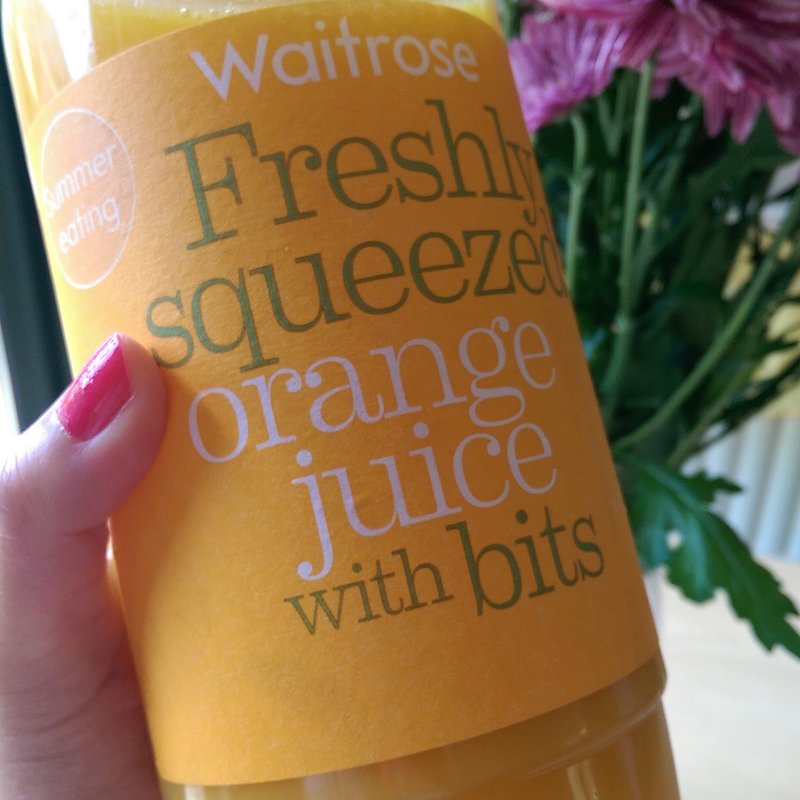 Waitrose
Summer
eating
Freshly
squeezed
orange
juice
with bits